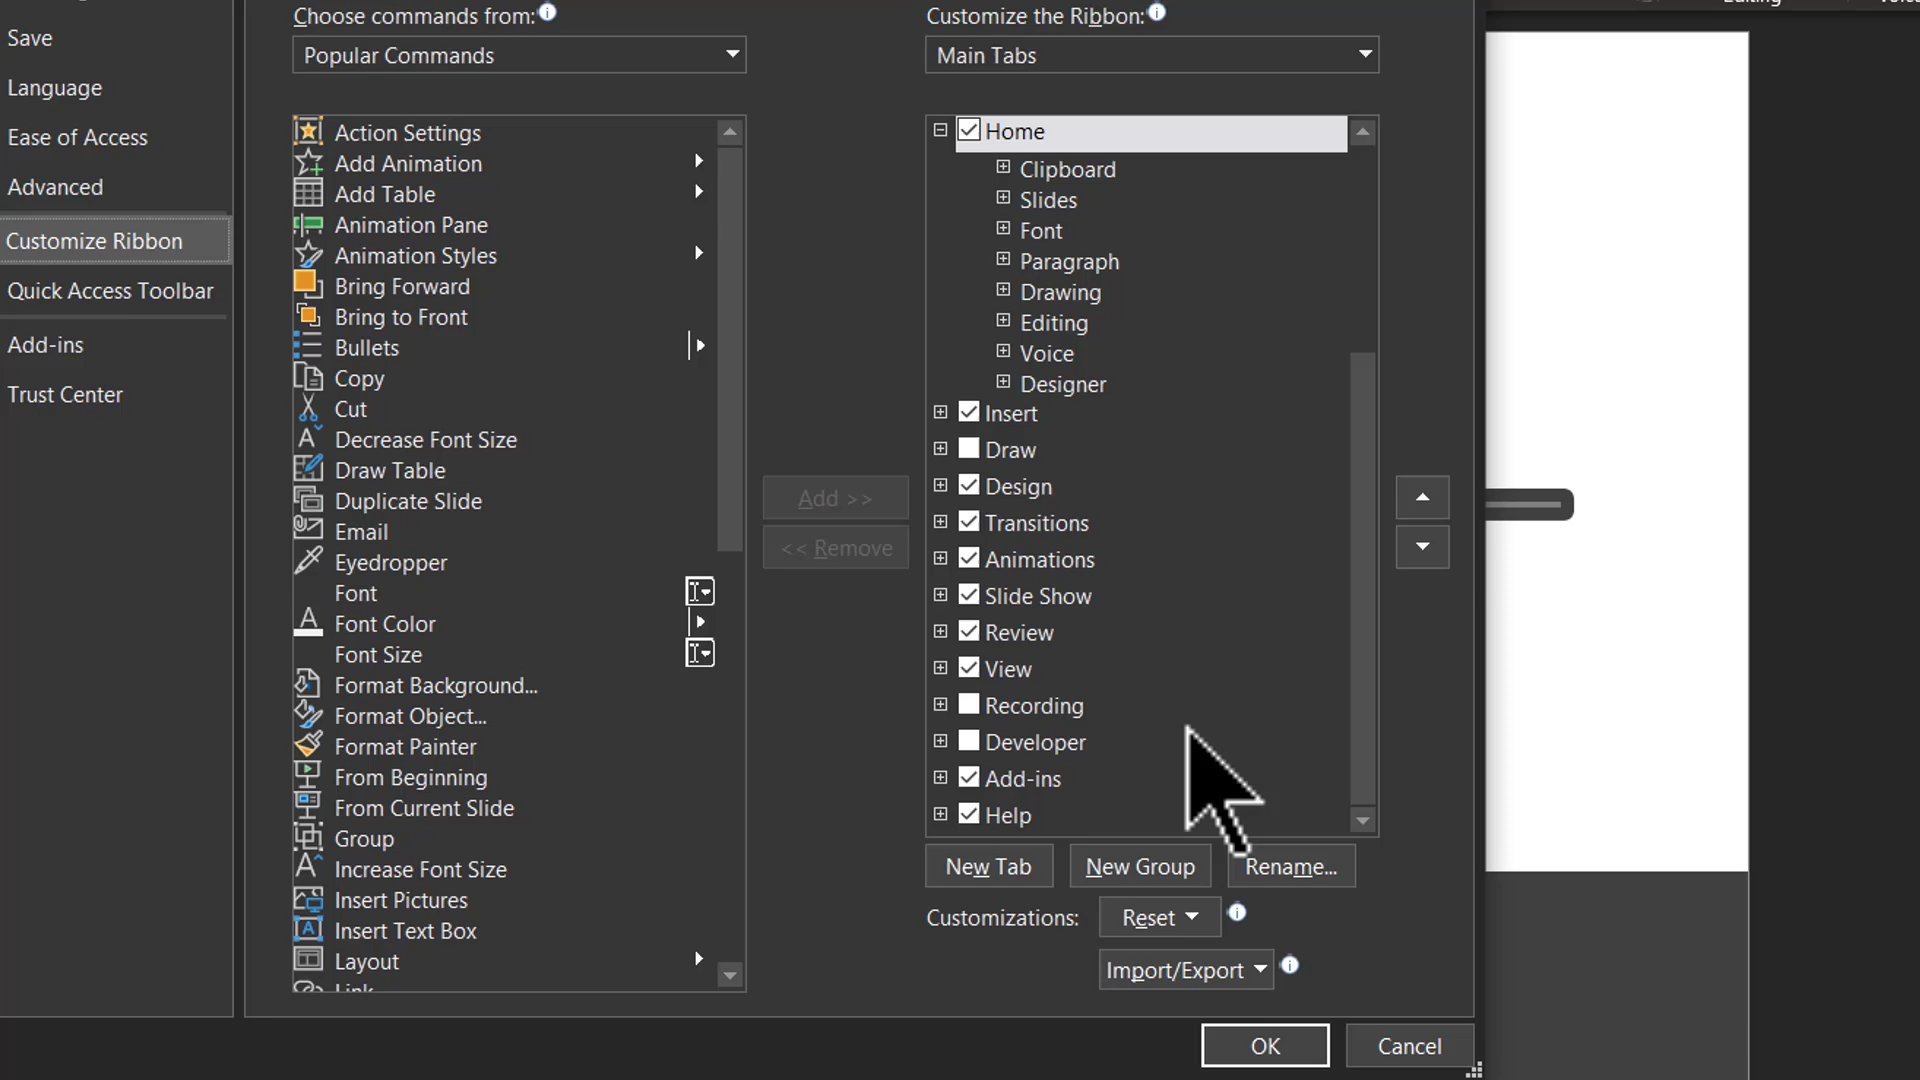 Save
Language
Ease of Access
Advanced
Customize Ribbon
Quick Access Toolbar
Add-ins
Trust Center
Choose commands from:
Popular Commands
Action Settings
Add Animation
Add Table
Animation Pane
Animation Styles
Bring Forward
Bring to Front
Bullets
Copy
Cut
Decrease Font Size
Draw Table
Duplicate Slide
Email
Eyedropper
Font
Font Color
Font Size
Format Background...
Format Object...
Format Painter
From Beginning
From Current Slide
Group
Increase Font Size
Insert Pictures
Insert Text Box
Layout
Link
Add >>
<< Remove
Customize the Ribbon:
Main Tabs
Home
Clipboard
Slides
Font
Paragraph
Drawing
Editing
Voice
Designer
Insert
Draw
Design
Transitions
Animations
Slide Show
Review
View
Recording
Developer
Add-ins
Help
New Tab
New Group
Rename...
Customizations:
Reset
Import/Export
OK
Cancel